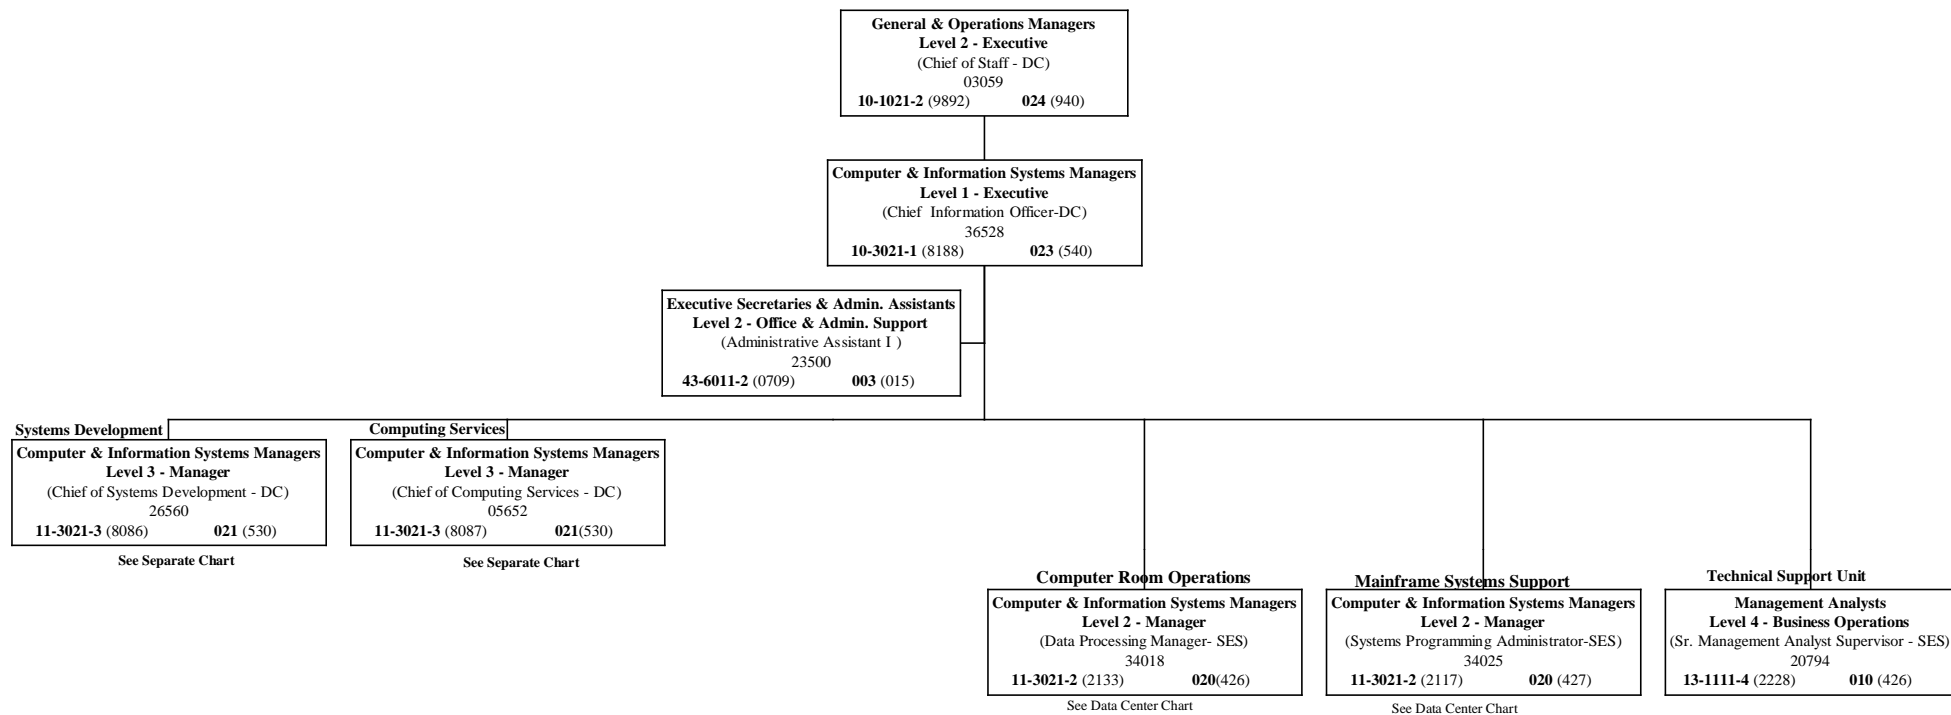 General & Operations Managers
Level 2 - Executive
(Chief of Staff - DC)
03059
10-1021-2 (9892) 024 (940)
Computer & Information Systems Managers
Level 1 - Executive
(Chief Information Officer-DC)
36528
10-3021-1 (8188) 023 (540)
Executive Secretaries & Admin. Assistants
Level 2 - Office & Admin. Support
(Administrative Assistant I )
23500
43-6011-2 (0709) 003 (015)
Systems Development
Computer & Information Systems Managers
Level 3 - Manager
(Chief of Systems Development - DC)
26560
11-3021-3 (8086) 021 (530)
See Separate Chart
Computing Services
Computer & Information Systems Managers
Level 3 - Manager
(Chief of Computing Services - DC)
05652
11-3021-3 (8087) 021(530)
See Separate Chart
Computer Room Operations
Computer & Information Systems Managers
Level 2 - Manager
(Data Processing Manager- SES)
34018
11-3021-2 (2133) 020(426)
See Data Center Chart
Mainframe Systems Support
Computer & Information Systems Managers
Level 2 - Manager
(Systems Programming Administrator-SES)
34025
11-3021-2 (2117) 020 (427)
See Data Center Chart
Technical Support Unit
Management Analysts
Level 4 - Business Operations
(Sr. Management Analyst Supervisor - SES)
20794
13-1111-4 (2228) 010 (426)